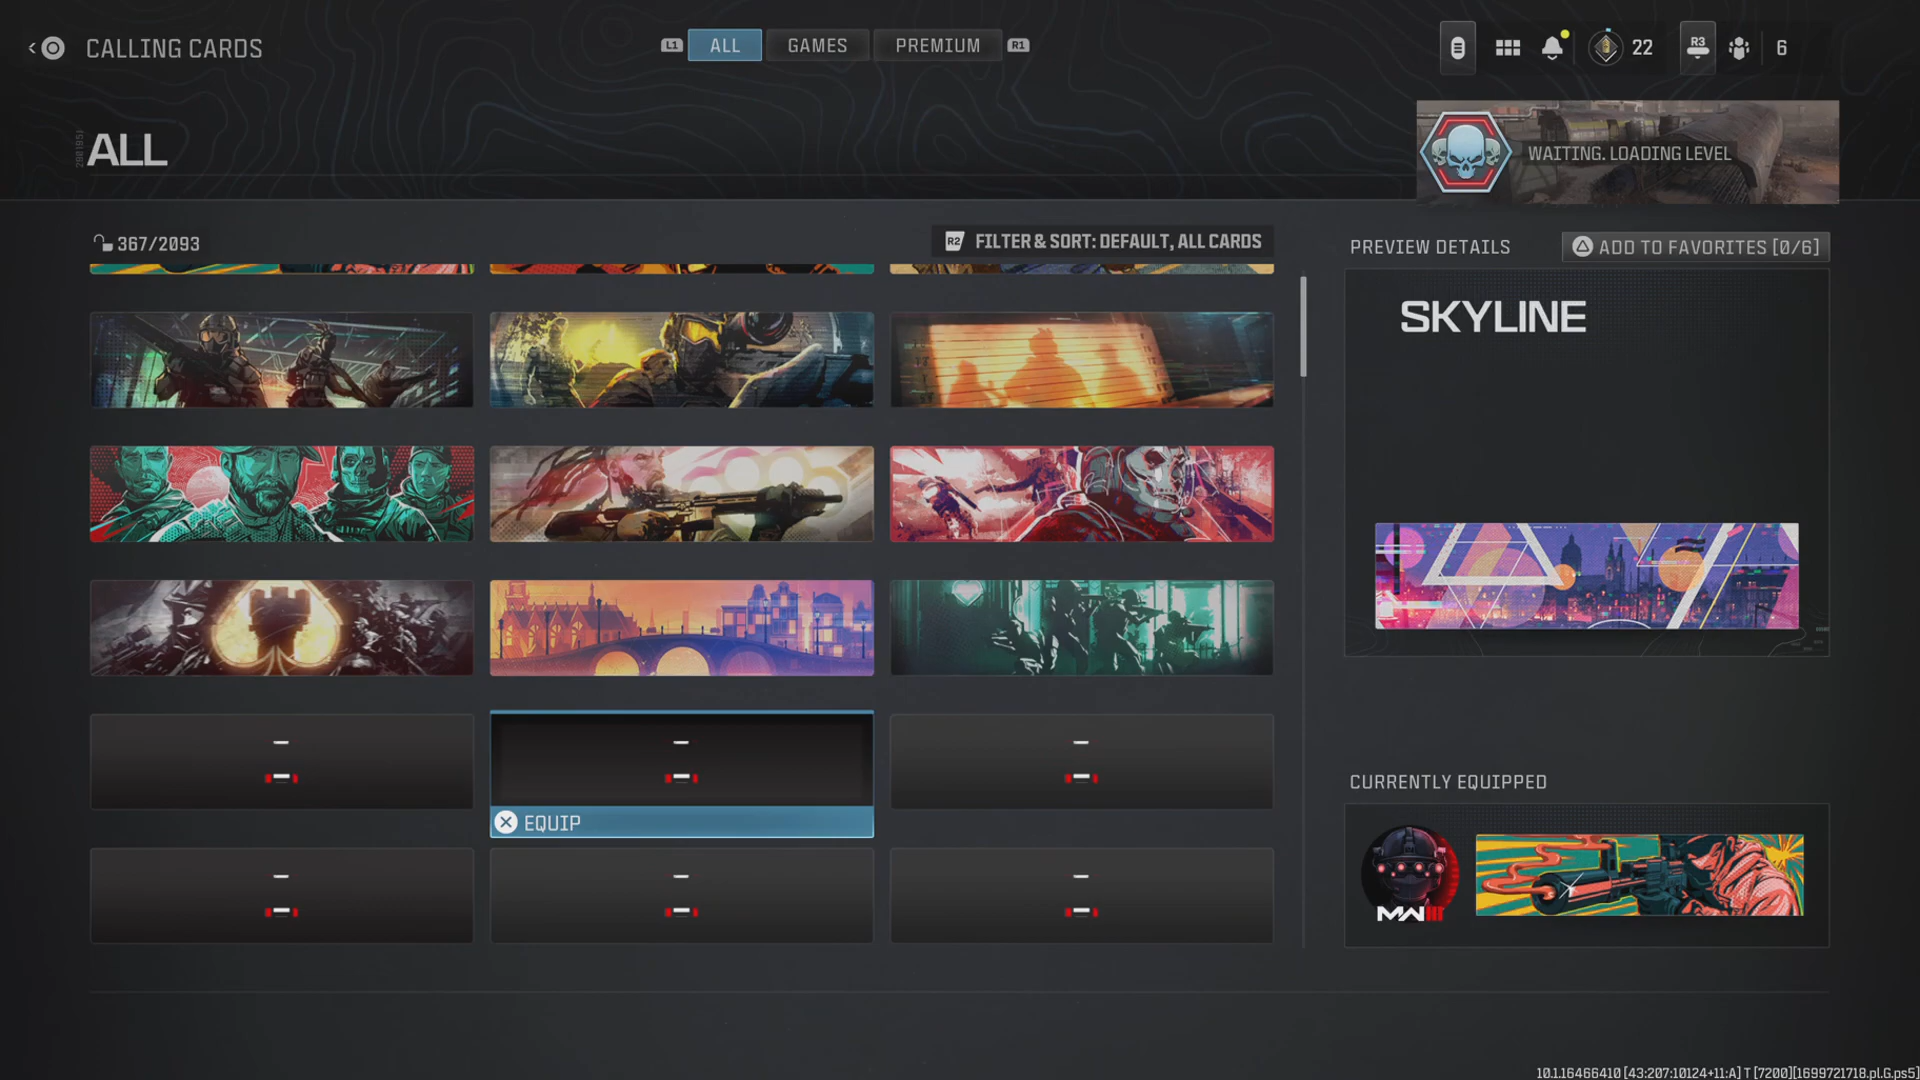 CALLING CARDS
L1 ALL GAMES PREMIUM R1
22 R3 6
ALL
WAITING. LOADING LEVEL
367/2093
R2 FILTER & SORT: DEFAULT, ALL CARDS
PREVIEW DETAILS
ADD TO FAVORITES [0/6]
SKYLINE
EQUIP
CURRENTLY EQUIPPED
MWIII
10.1.16466410 [43:207:10124+11:A] T [7200][1699721718.pl.G.ps5]